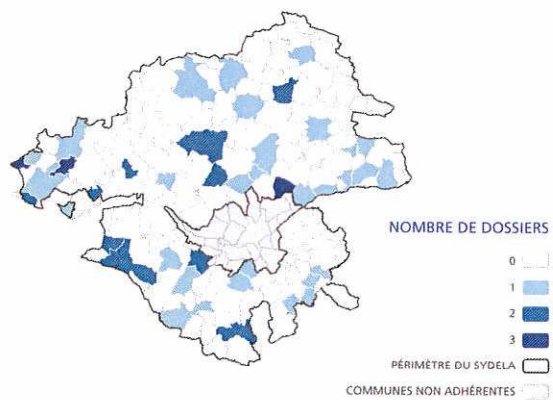 NOMBRE DE DOSSIERS
0
1
2
3
PÉRIMÈTRE DU SYDELA
COMMUNES NON ADHÉRENTES